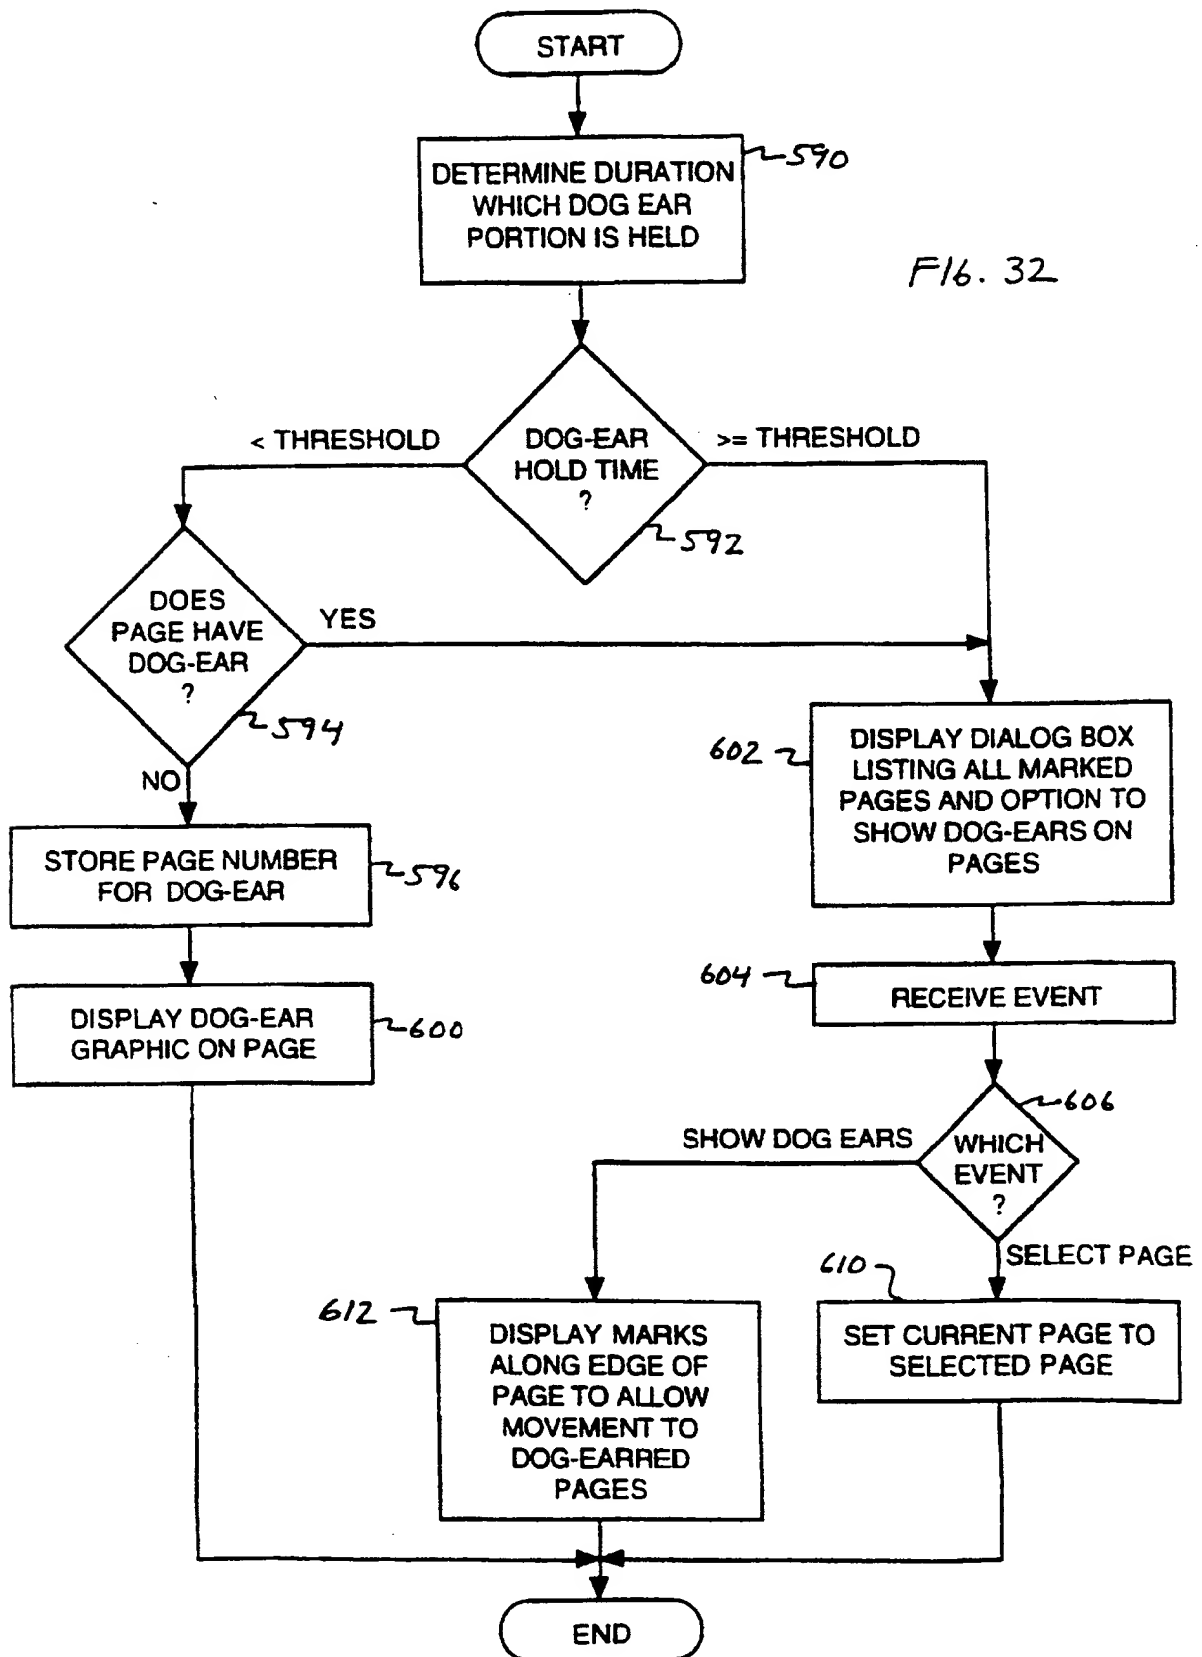 START
DETERMINE DURATION
WHICH DOG EAR
PORTION IS HELD
590
FIG. 32
< THRESHOLD
DOG-EAR
HOLD TIME
?
>= THRESHOLD
592
DOES
PAGE HAVE
DOG-EAR
?
YES
594
NO
602
DISPLAY DIALOG BOX
LISTING ALL MARKED
PAGES AND OPTION TO
SHOW DOG-EARS ON
PAGES
STORE PAGE NUMBER
FOR DOG-EAR
596
604
RECEIVE EVENT
DISPLAY DOG-EAR
GRAPHIC ON PAGE
600
606
SHOW DOG EARS
WHICH
EVENT
?
SELECT PAGE
610
612
DISPLAY MARKS
ALONG EDGE OF
PAGE TO ALLOW
MOVEMENT TO
DOG-EARRED
PAGES
SET CURRENT PAGE TO
SELECTED PAGE
END